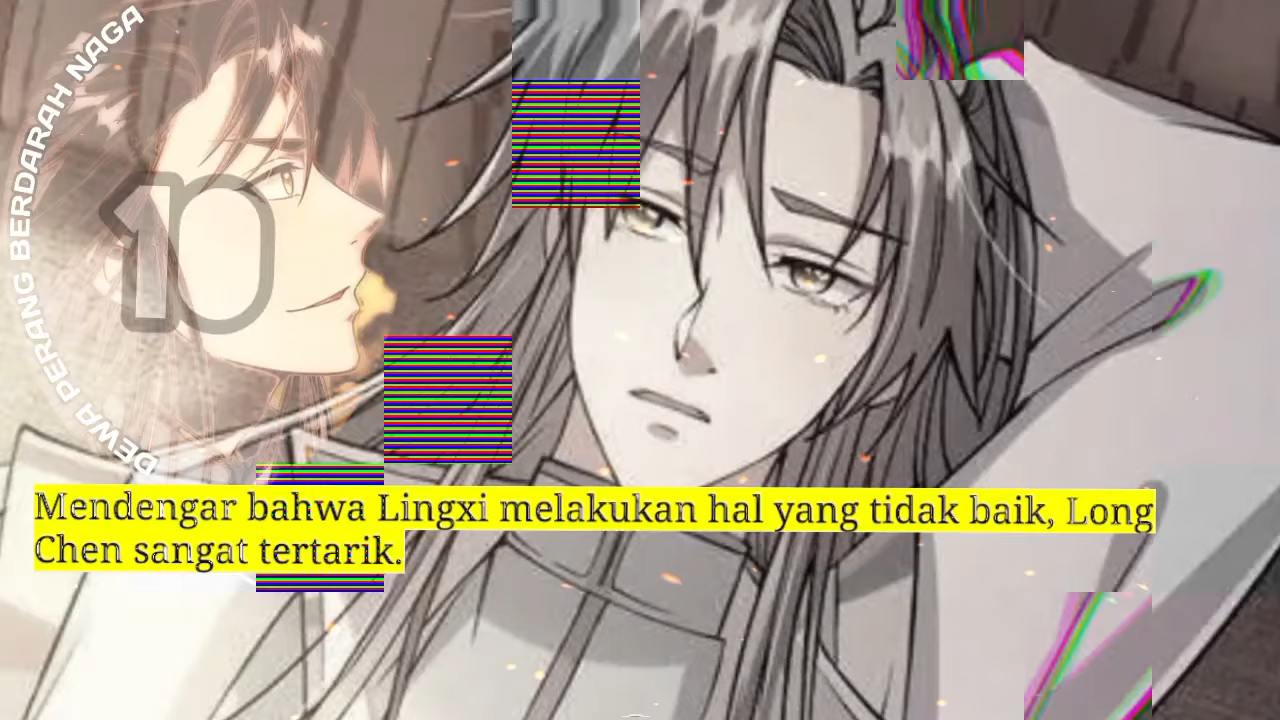 DEWA PERANG BERDARAH NAGA
10
Mendengar bahwa Lingxi melakukan hal yang tidak baik, Long
Chen sangat tertarik.